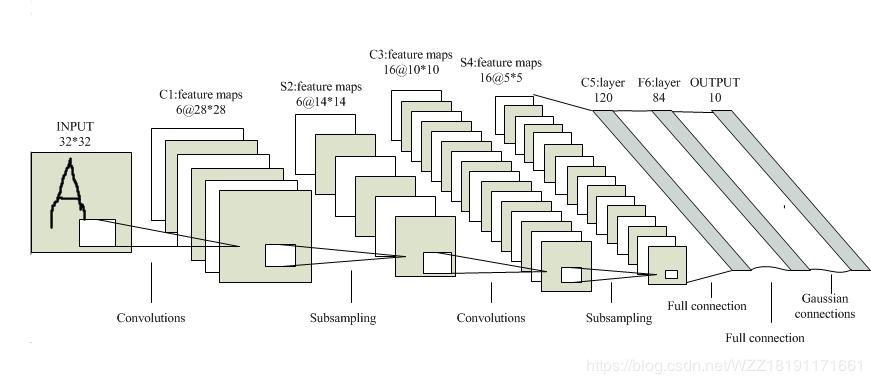 C3:feature maps
16@10*10
S4:feature maps
16@5*5
C1:feature maps
6@28*28
S2:feature maps
6@14*14
C5:layer
120
F6:layer
84
OUTPUT
10
INPUT
32*32
A
Convolutions
Subsampling
Convolutions
Subsampling
Full connection
Full connection
Gaussian
connections
https://blog.csdn.net/WZZ18191171661